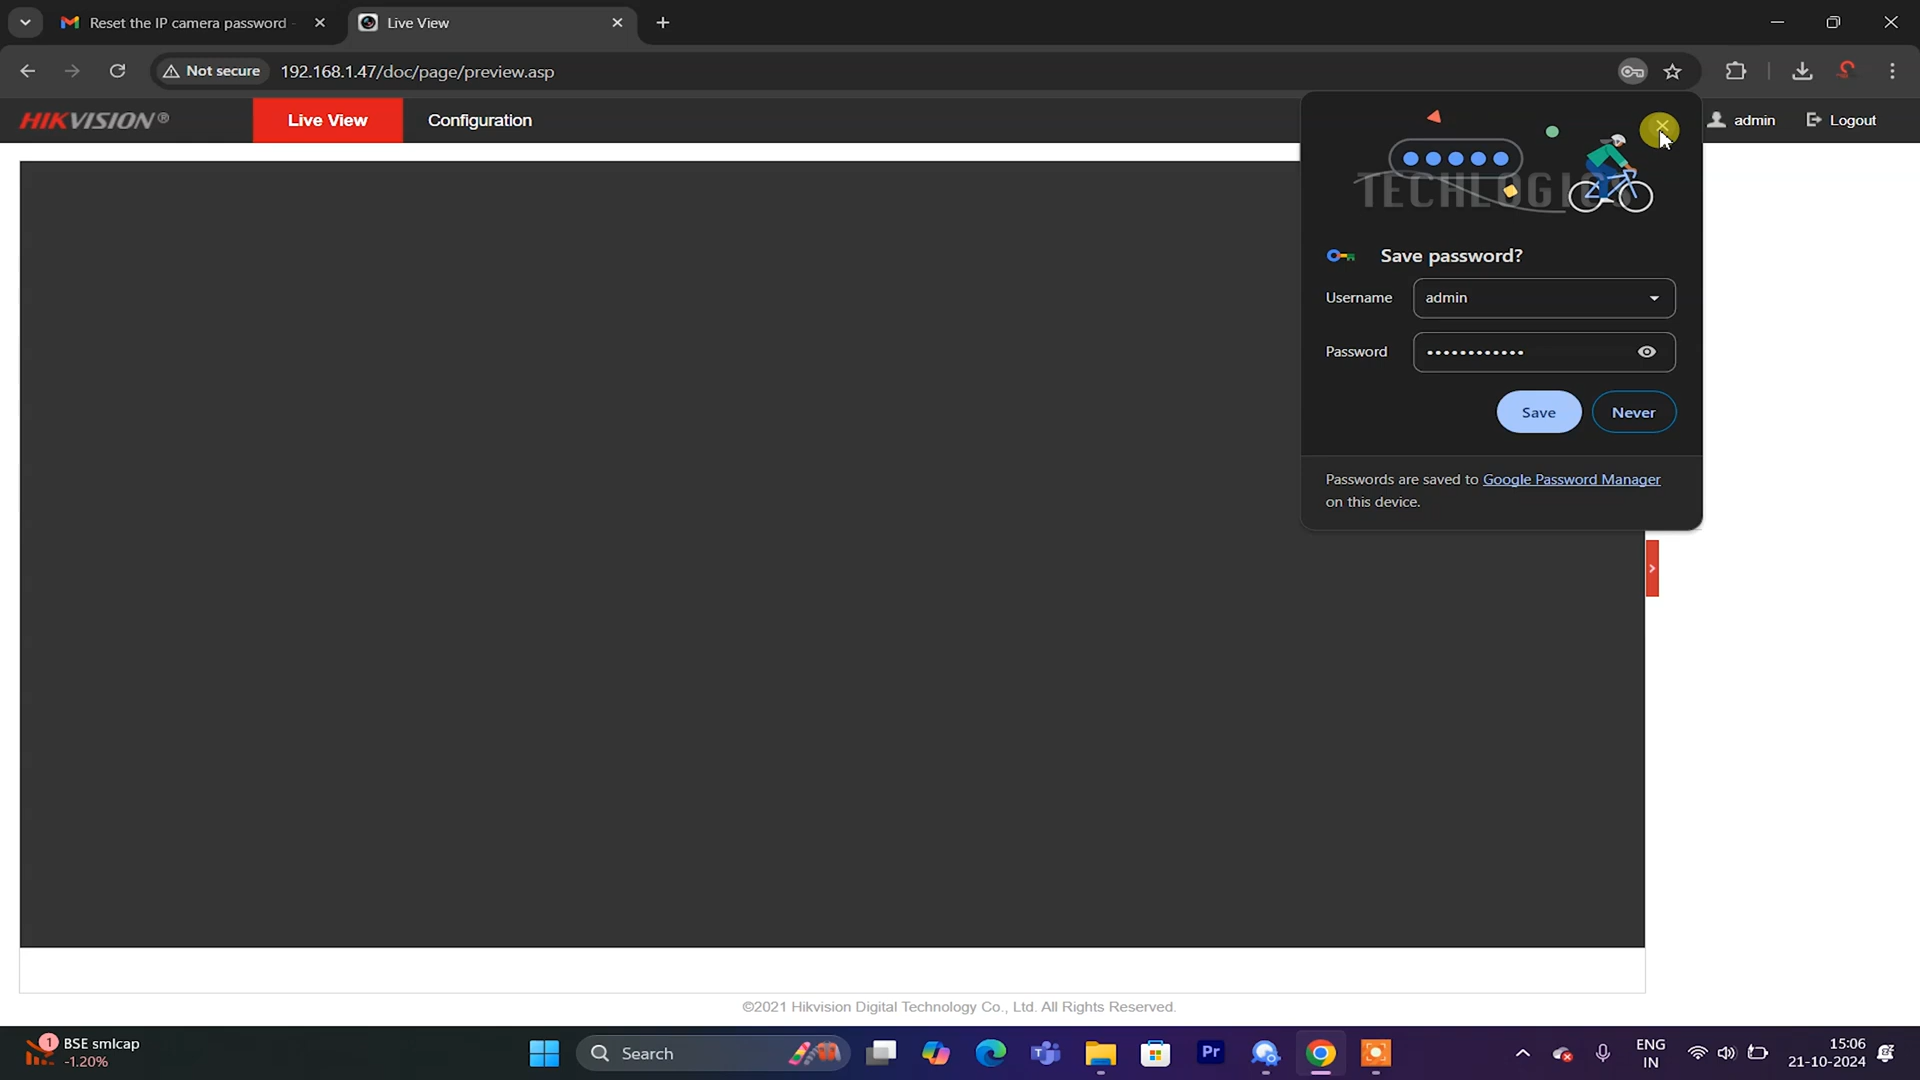 Reset the IP camera password -
Live View
Not secure
192.168.1.47/doc/page/preview.asp
HIKVISION®
Live View
Configuration
admin
Logout
TECHLOGICS
Save password?
Username
admin
Password
••••••••••••
Save
Never
Passwords are saved to Google Password Manager
on this device.
©2021 Hikvision Digital Technology Co., Ltd. All Rights Reserved.
1
BSE smlcap
-1.20%
Search
Pr
ENG
IN
15:06
21-10-2024